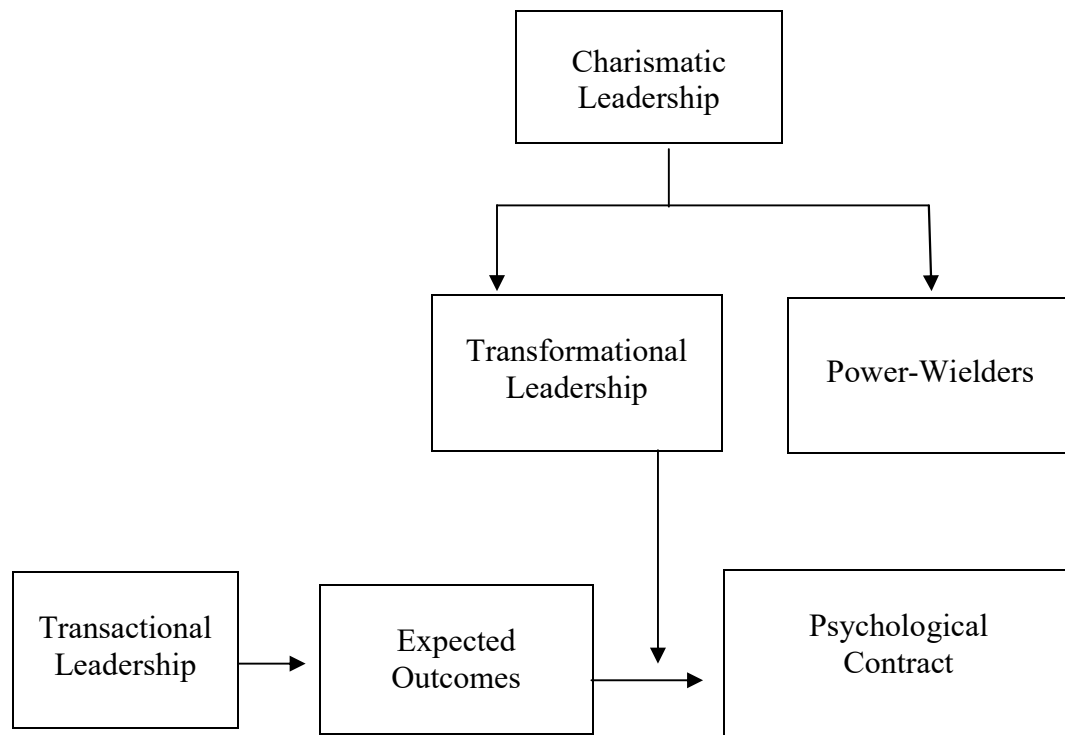 Charismatic
Leadership
Transformational
Leadership
Power-Wielders
Transactional
Leadership
Expected
Outcomes
Psychological
Contract